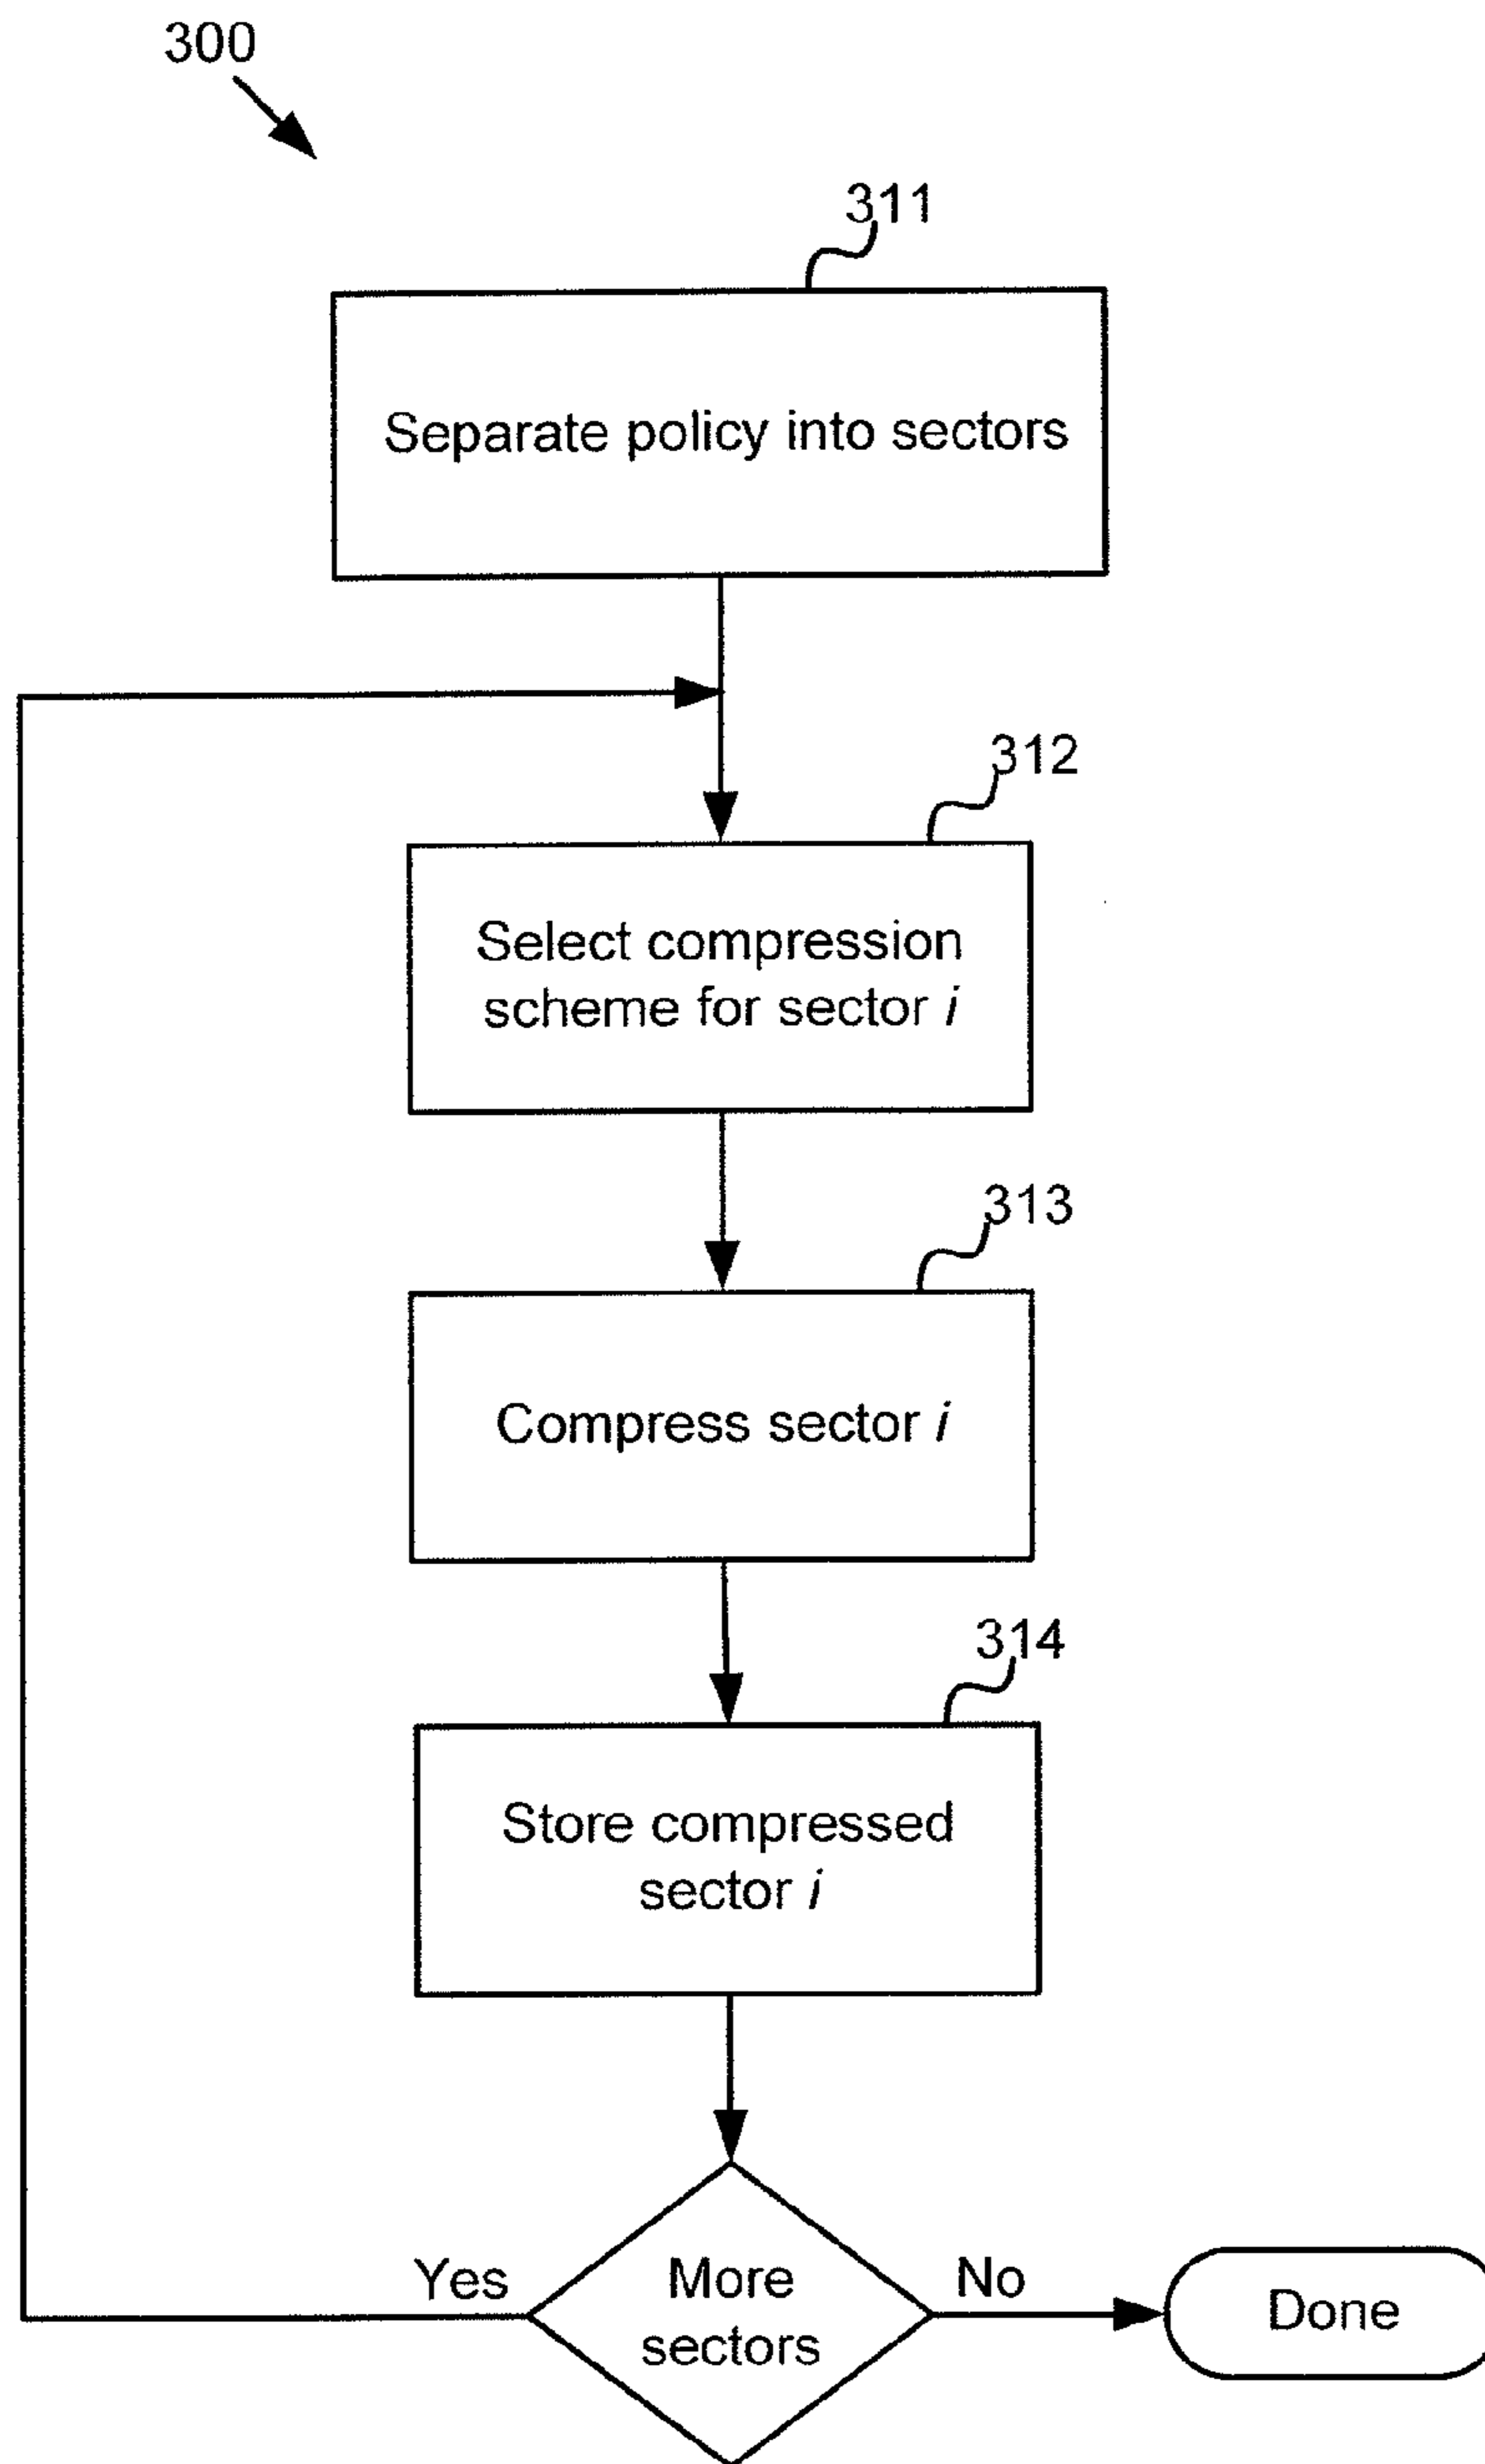 300
311
Separate policy into sectors
312
Select compression
scheme for sector i
313
Compress sector i
314
Store compressed
sector i
Yes
More
sectors
No
Done